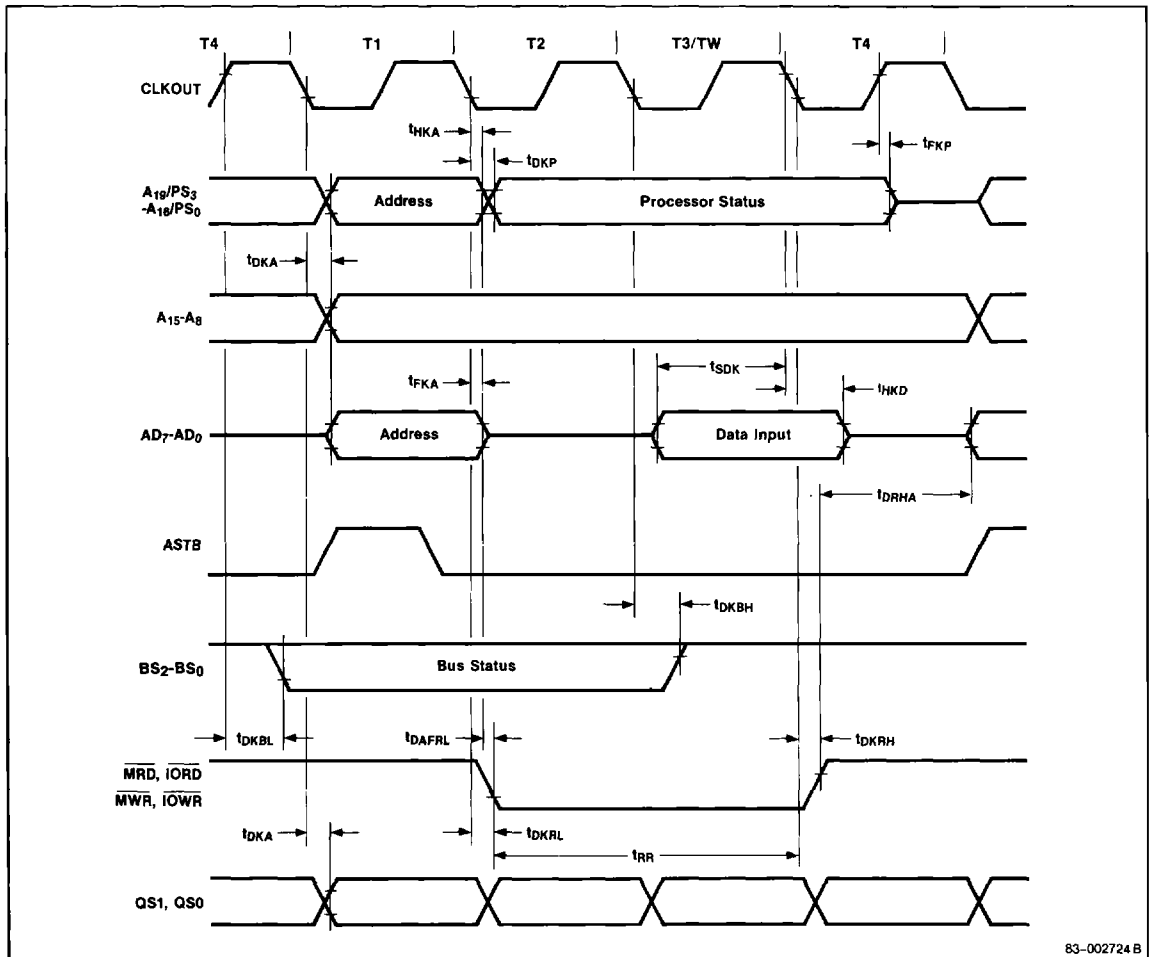 T4 T1 T2 T3/TW T4
CLKOUT
tHKA
tDKP
tFKP
A19/PS3
-A16/PS0
Address
Processor Status
tDKA
A15-A8
tFKA
tSDK
tHKD
AD7-AD0
Address
Data Input
tDRHA
ASTB
tDKBH
BS2-BS0
Bus Status
tDKBL
tDAFRL
tDKRH
MRD, IORD
MWR, IOWR
tDKA
tDKRL
tRR
QS1, QS0
83-002724B